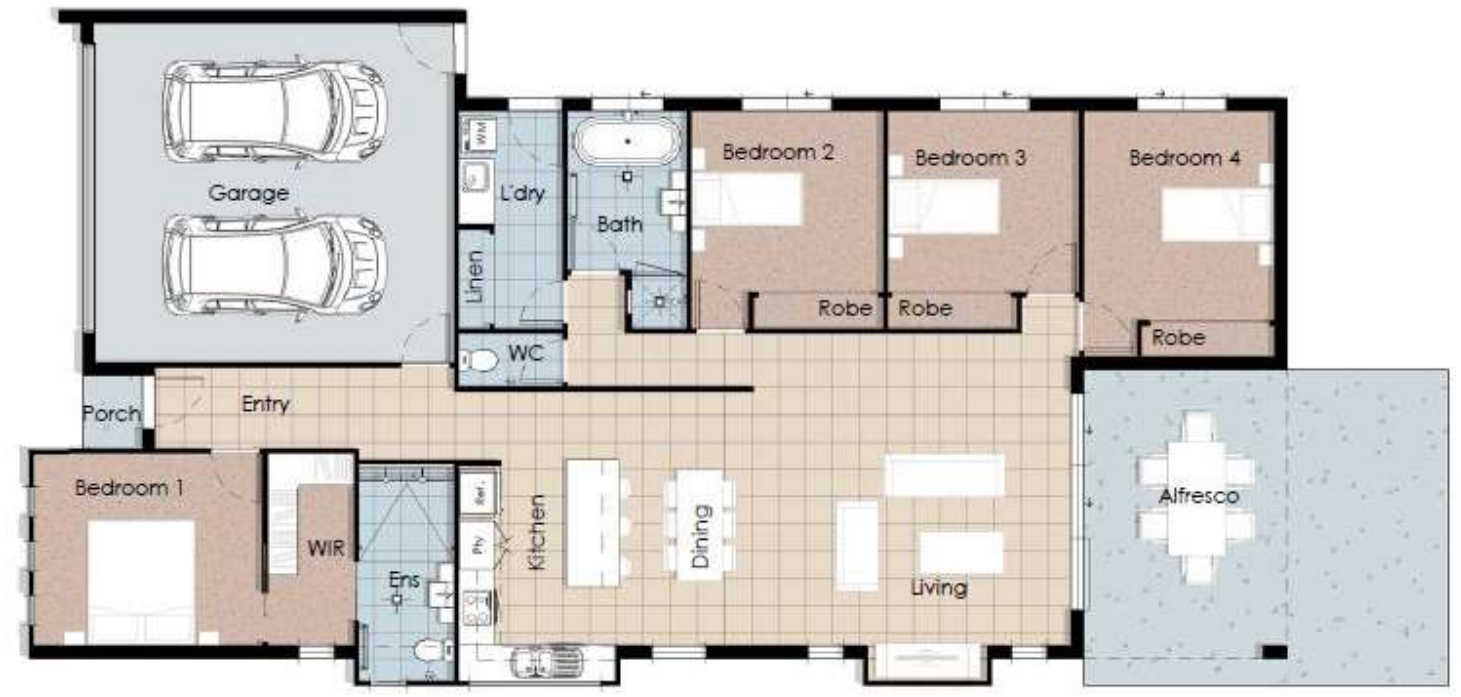 Garage
WM
L'dry
Linen
Bath
Bedroom 2
Robe
Bedroom 3
Robe
Bedroom 4
Robe
WC
Porch
Entry
Bedroom 1
WIR
Ens
Ref.
Pty
Kitchen
Dining
Living
Alfresco